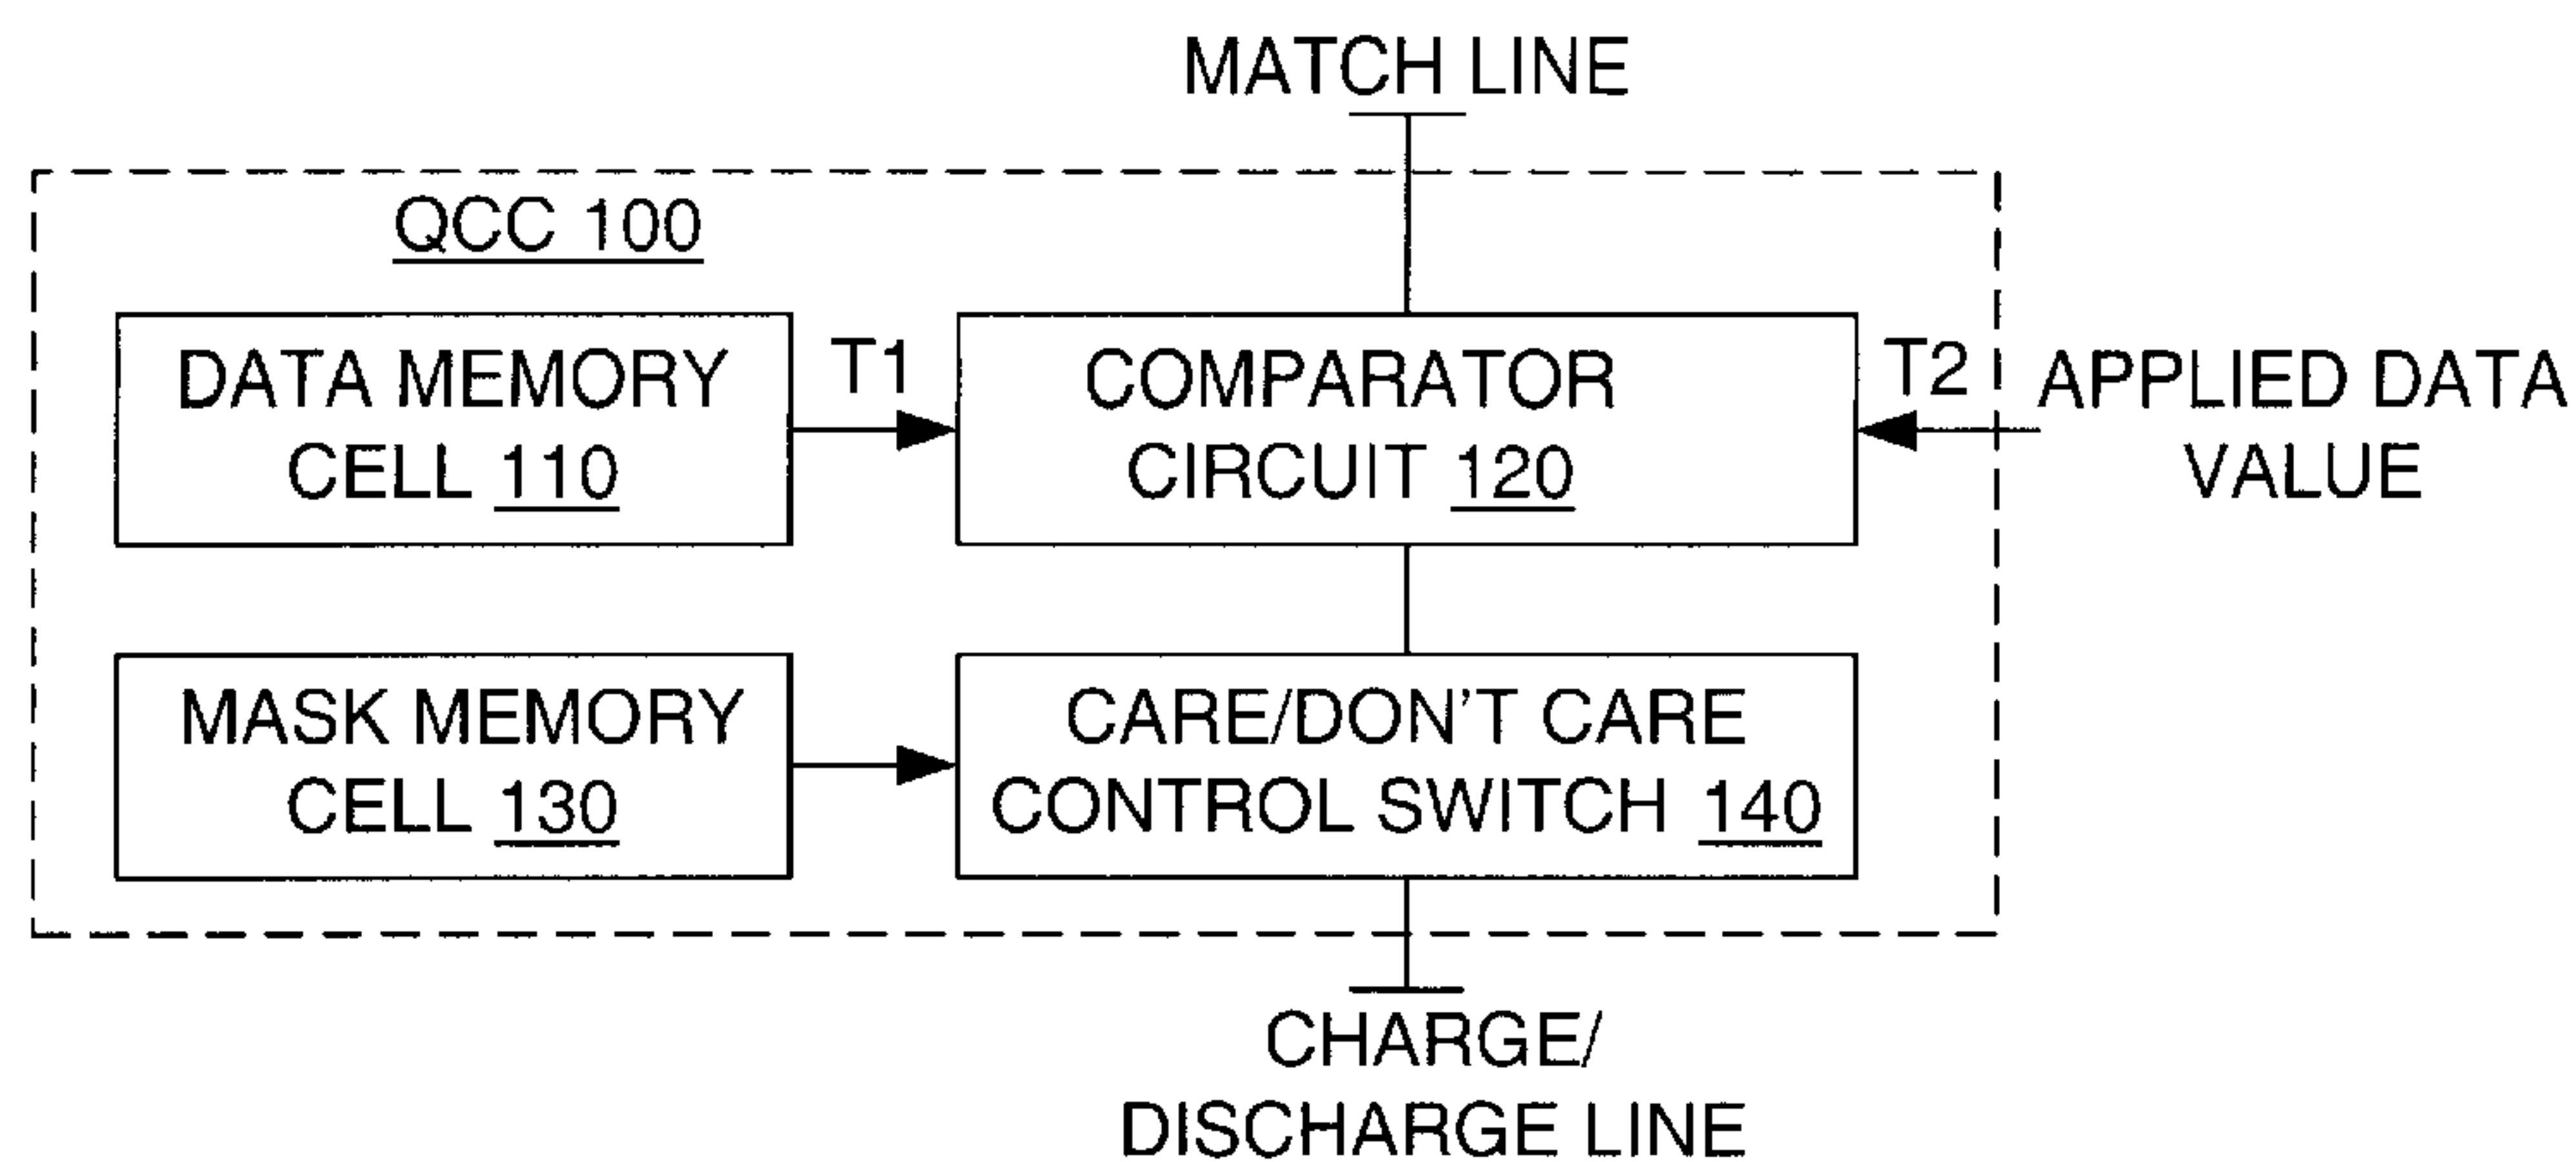 MATCH LINE
QCC 100
DATA MEMORY
CELL 110
T1
COMPARATOR
CIRCUIT 120
T2
APPLIED DATA
VALUE
MASK MEMORY
CELL 130
CARE/DON'T CARE
CONTROL SWITCH 140
CHARGE/
DISCHARGE LINE